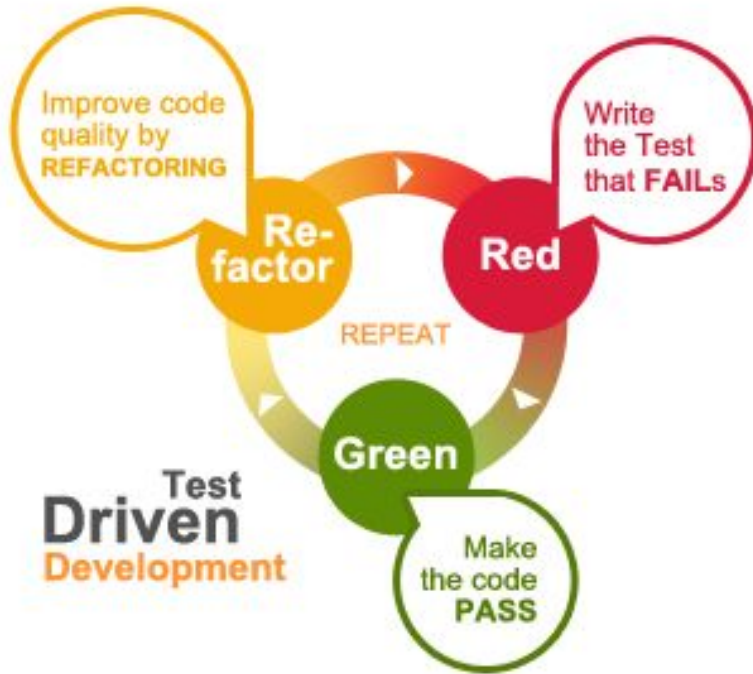 Improve code
quality by
REFACTORING
Write
the Test
that FAILs
Re-
factor
Red
REPEAT
Green
Test
Driven
Development
Make
the code
PASS